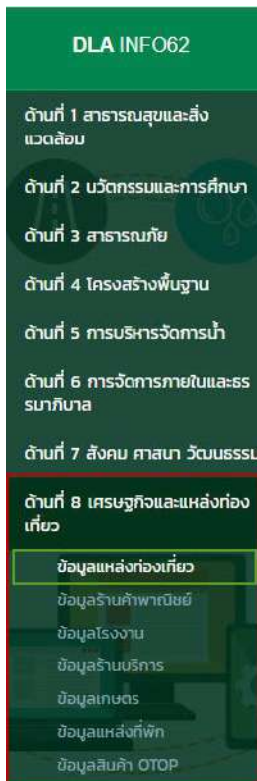 DLA INFO62
ด้านที่ 1 สาธารณสุขและสิ่ง
แวดล้อม
ด้านที่ 2 นวัตกรรมและการศึกษา
ด้านที่ 3 สาธารณภัย
ด้านที่ 4 โครงสร้างพื้นฐาน
ด้านที่ 5 การบริหารจัดการน้ำ
ด้านที่ 6 การจัดการภายในและธร
รมาภิบาล
ด้านที่ 7 สังคม ศาสนา วัฒนธรรม
ด้านที่ 8 เศรษฐกิจและแหล่งท่อง
เที่ยว
ข้อมูลแหล่งท่องเที่ยว
ข้อมูลร้านค้าพาณิชย์
ข้อมูลโรงงาน
ข้อมูลร้านบริการ
ข้อมูลเกษตร
ข้อมูลแหล่งที่พัก
ข้อมูลสินค้า OTOP